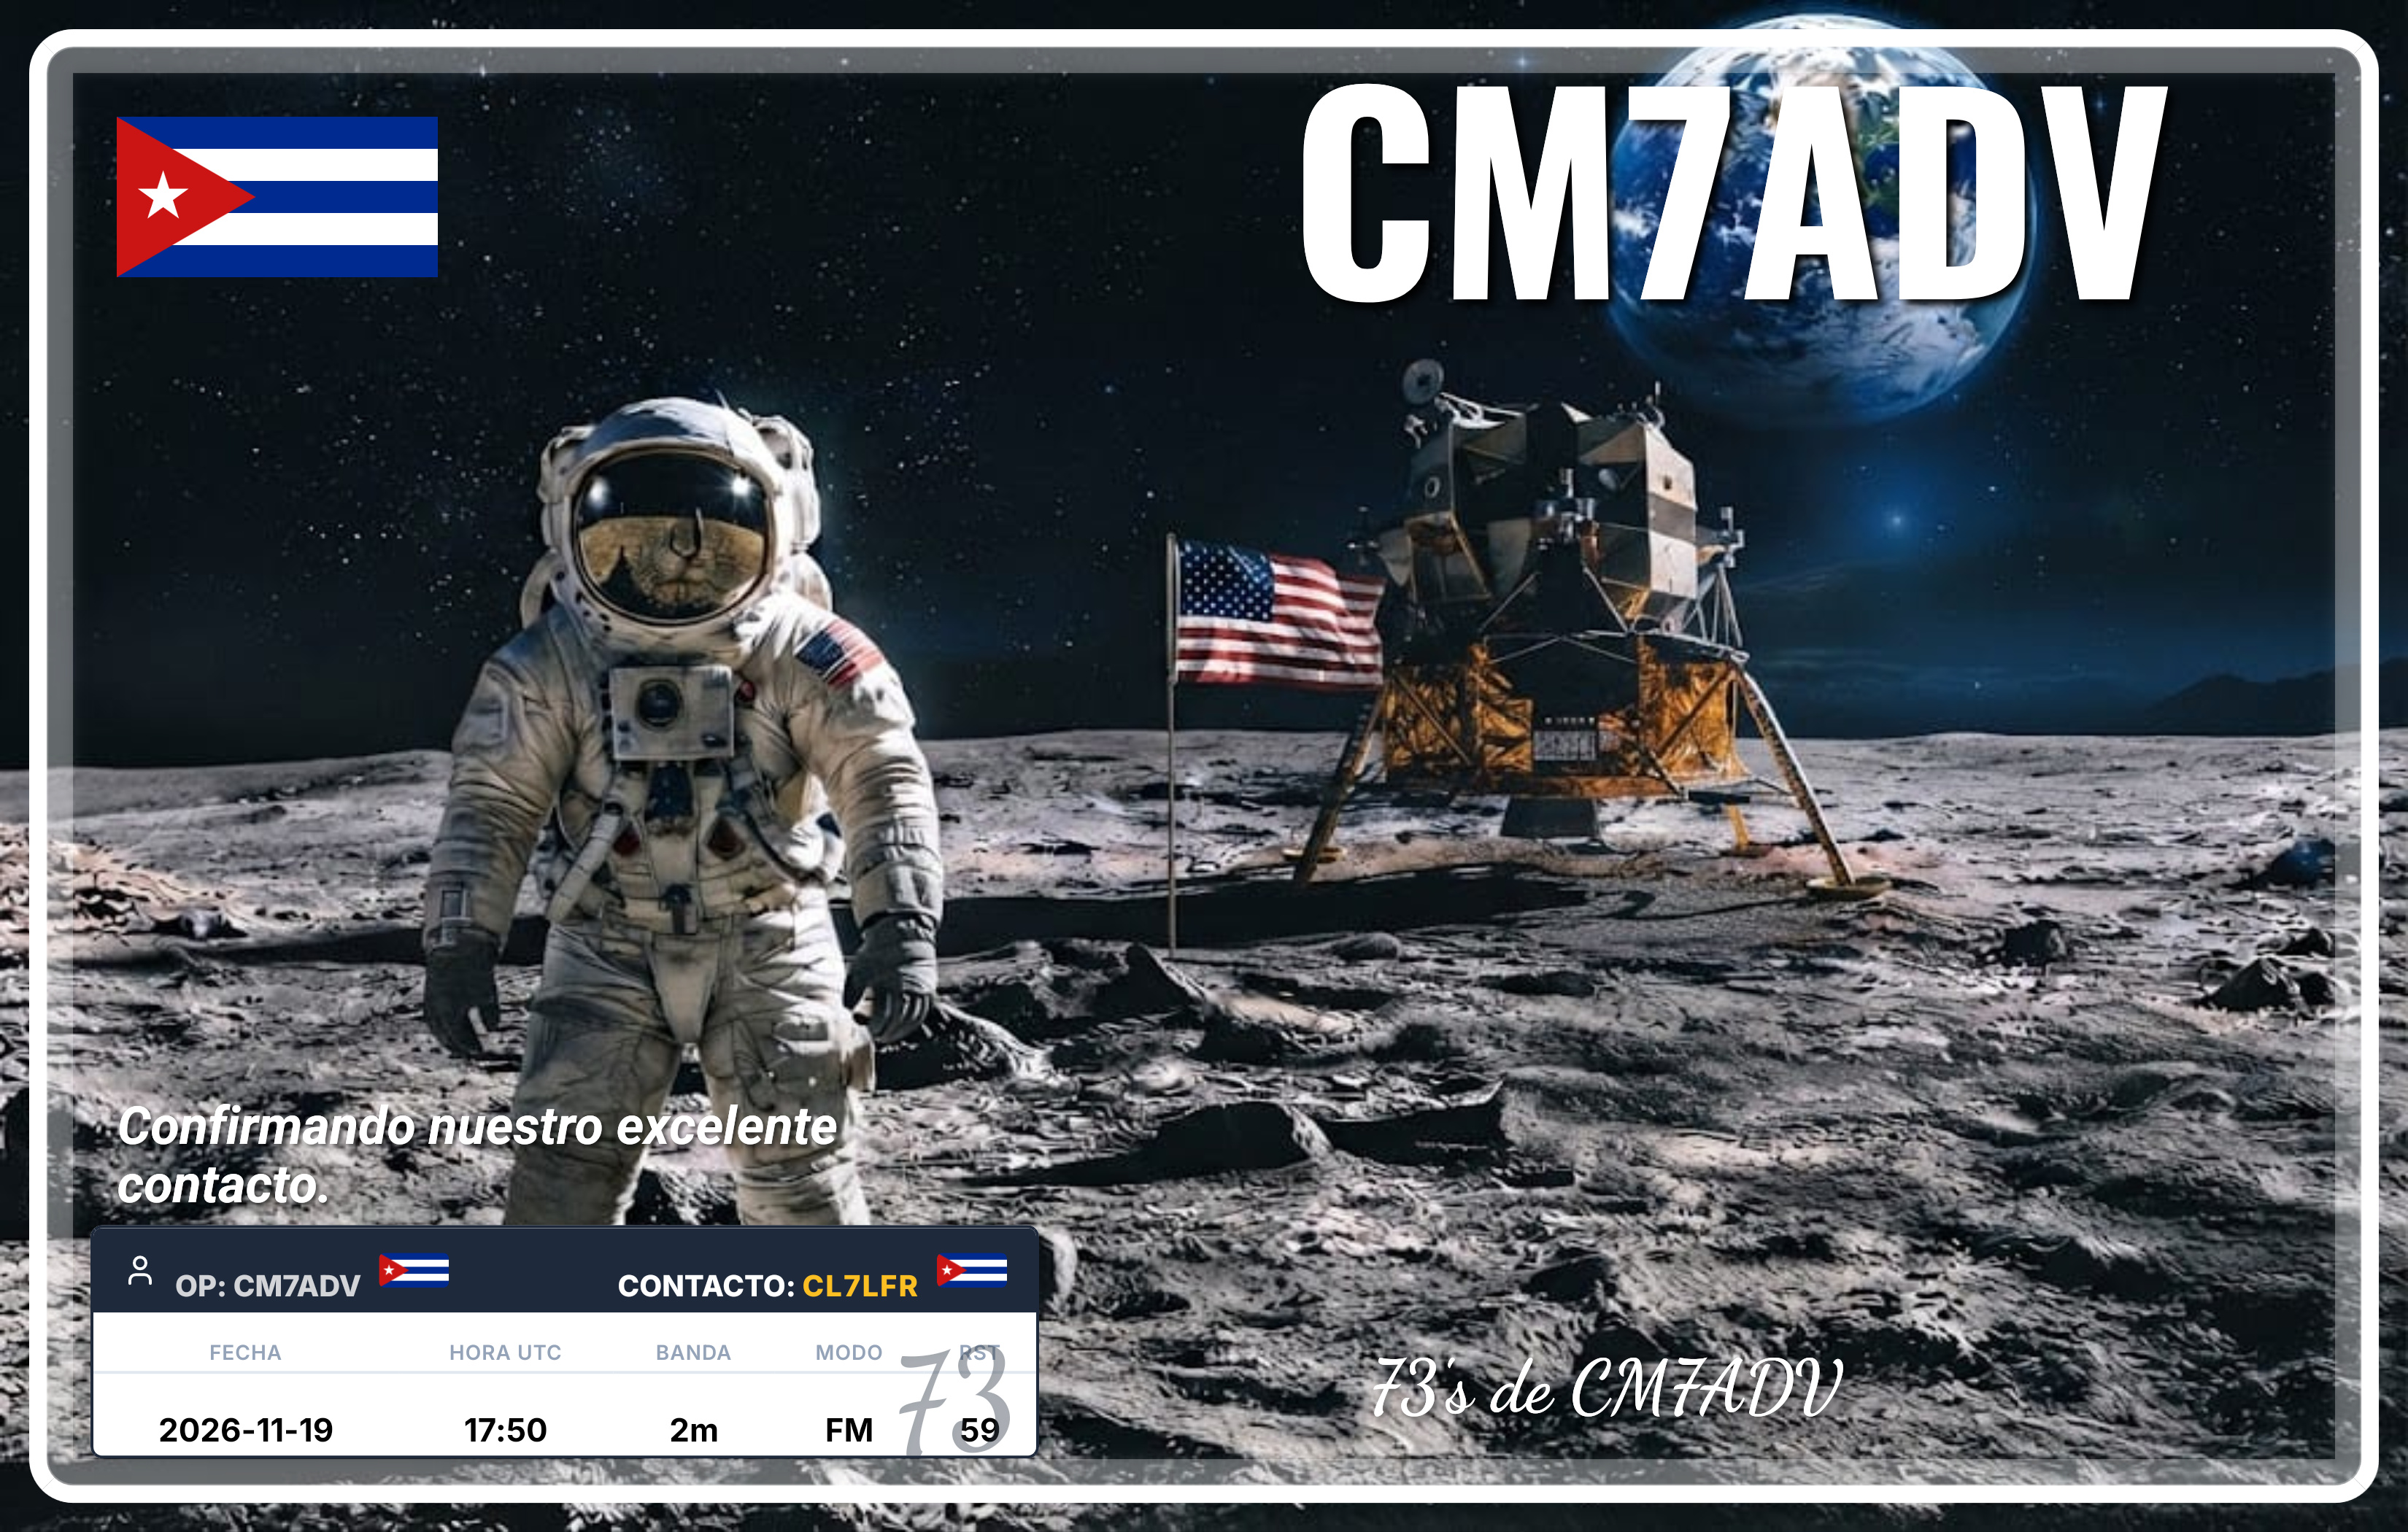 CM7ADV
Confirmando nuestro excelente
contacto.
OP: CM7ADV CONTACTO: CL7LFR
FECHA HORA UTC BANDA MODO RST
2026-11-19 17:50 2m FM 59
73
73's de CM7ADV